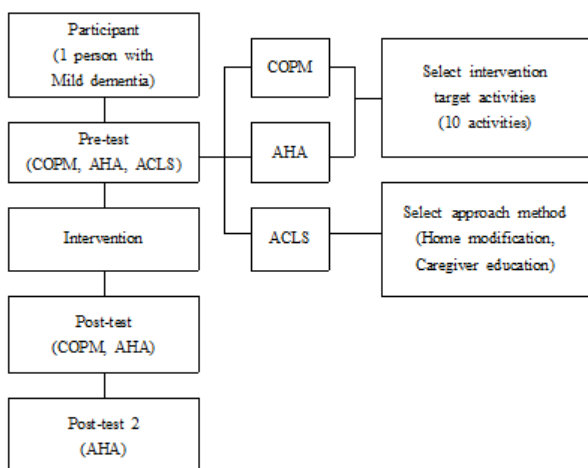 Participant
(1 person with
Mild dementia)
Pre-test
(COPM, AHA, ACLS)
Intervention
Post-test
(COPM, AHA)
Post-test 2
(AHA)
COPM
AHA
ACLS
Select intervention
target activities
(10 activities)
Select approach method
(Home modification,
Caregiver education)